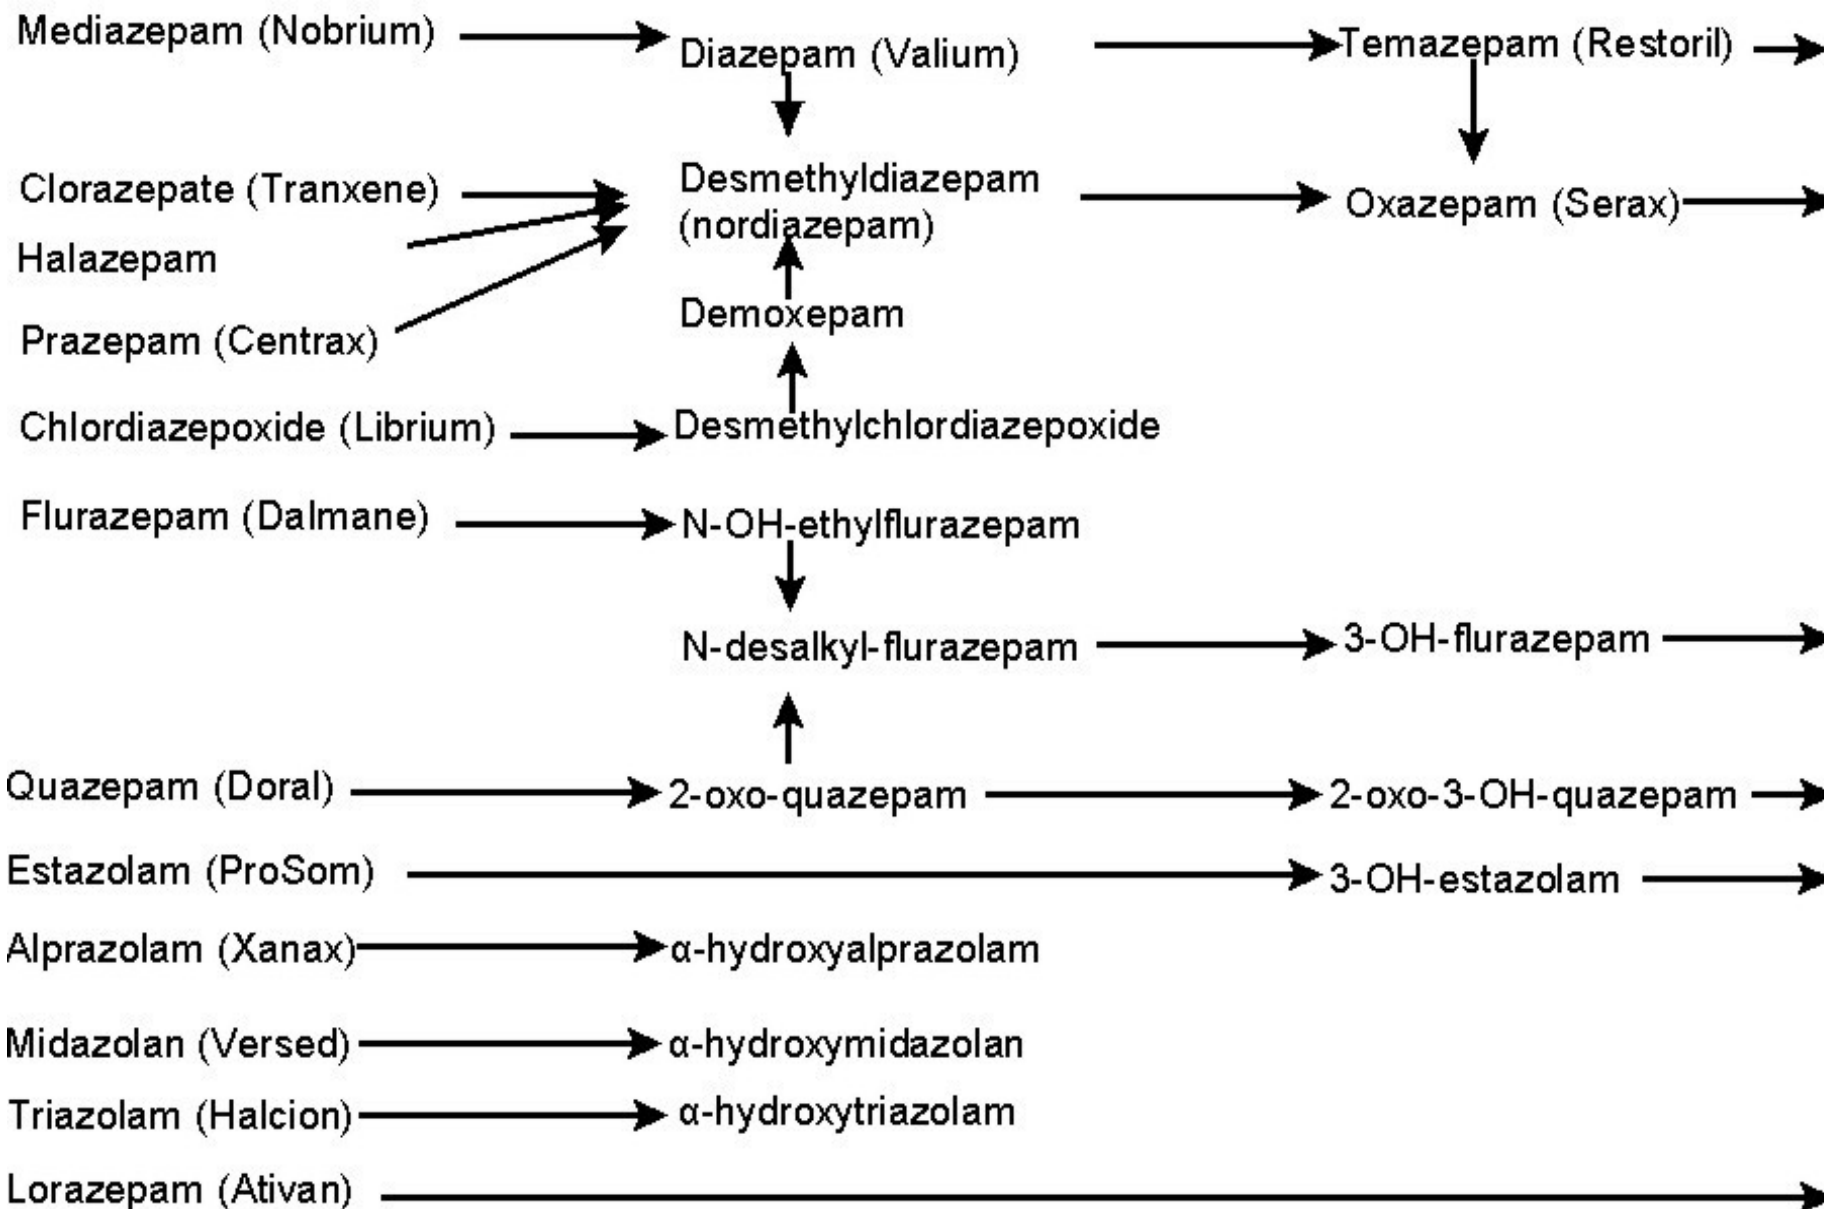 Mediazepam (Nobrium)
Diazepam (Valium)
Temazepam (Restoril)
Clorazepate (Tranxene)
Desmethyldiazepam
(nordiazepam)
Oxazepam (Serax)
Halazepam
Prazepam (Centrax)
Demoxepam
Chlordiazepoxide (Librium)
Desmethylchlordiazepoxide
Flurazepam (Dalmane)
N-OH-ethylflurazepam
N-desalkyl-flurazepam
3-OH-flurazepam
Quazepam (Doral)
2-oxo-quazepam
2-oxo-3-OH-quazepam
Estazolam (ProSom)
3-OH-estazolam
Alprazolam (Xanax)
α-hydroxyalprazolam
Midazolan (Versed)
α-hydroxymidazolan
Triazolam (Halcion)
α-hydroxytriazolam
Lorazepam (Ativan)